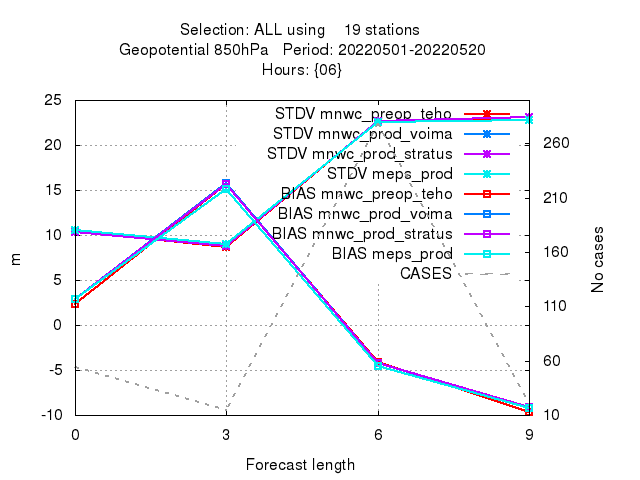 Selection: ALL using 19 stations
Geopotential 850hPa Period: 20220501-20220520
Hours: {06}
25
20
15
10
5
0
-5
-10
m
STDV mnwc_preop_teho
STDV mnwc_prod_voima
STDV mnwc_prod_stratus
STDV meps_prod
BIAS mnwc_preop_teho
BIAS mnwc_prod_voima
BIAS mnwc_prod_stratus
BIAS meps_prod
CASES
260
210
160
110
60
10
No cases
0 3 6 9
Forecast length